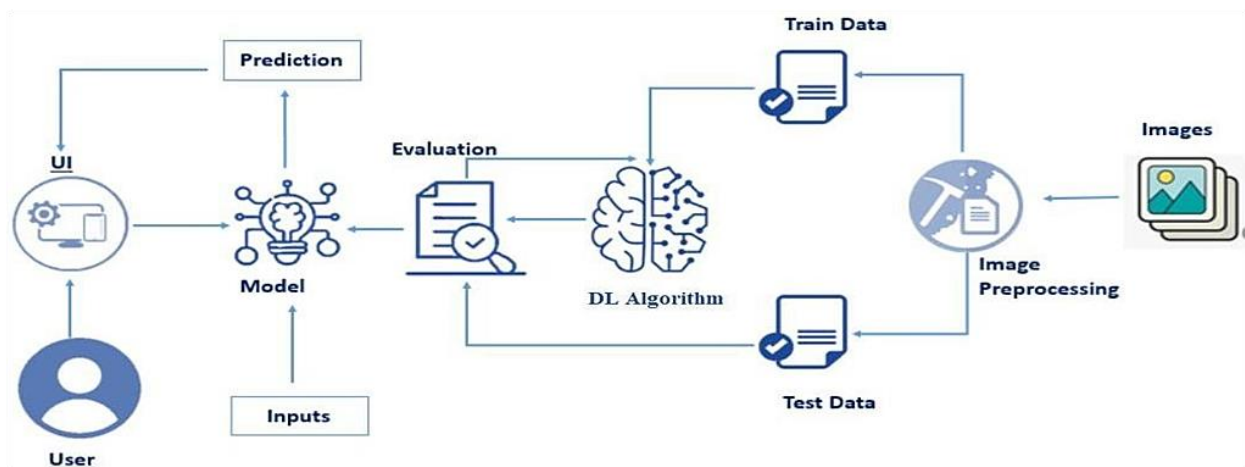 Train Data
Prediction
Images
Evaluation
UI
Model
DL Algorithm
Image
Preprocessing
Inputs
Test Data
User